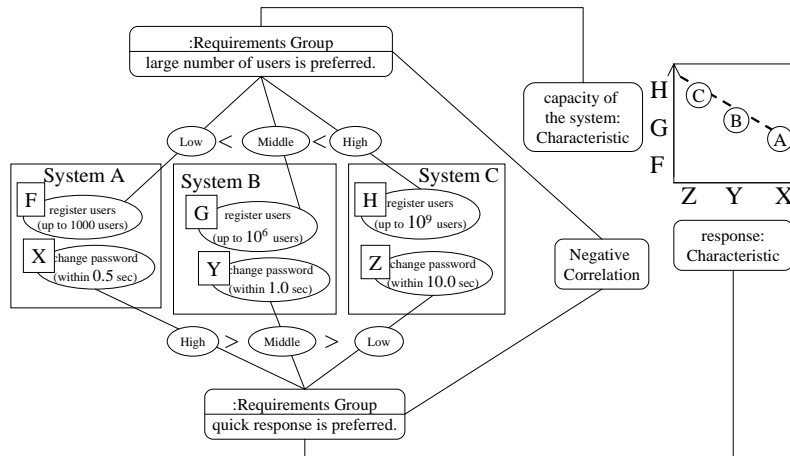 :Requirements Group
large number of users is preferred.
capacity of
the system:
Characteristic
H
G
F
C
B
A
Z Y X
response:
Characteristic
Low < Middle < High
System A
F
register users
(up to 1000 users)
X
change password
(within 0.5 sec)
System B
G
register users
(up to 10⁶ users)
Y
change password
(within 1.0 sec)
System C
H
register users
(up to 10⁹ users)
Z
change password
(within 10.0 sec)
Negative
Correlation
High > Middle > Low
:Requirements Group
quick response is preferred.